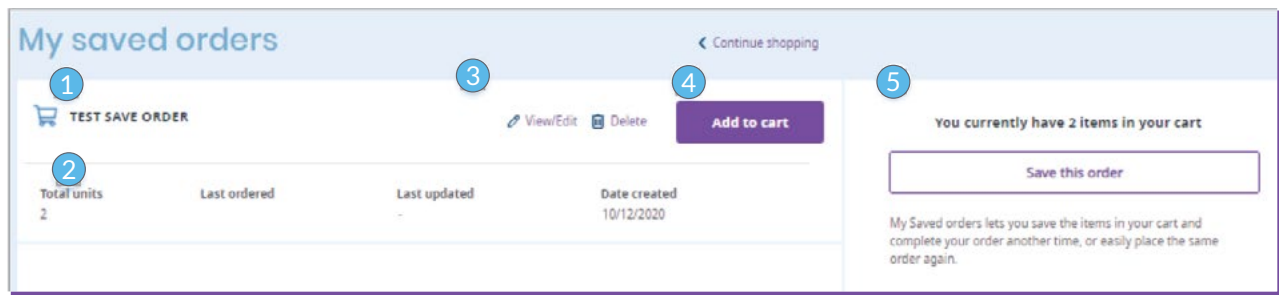 My saved orders
Continue shopping
1
3
4
5
TEST SAVE ORDER
View/Edit
Delete
Add to cart
You currently have 2 items in your cart
2
Save this order
Total units
Last ordered
Last updated
Date created
2
-
10/12/2020
My Saved orders lets you save the items in your cart and
complete your order another time, or easily place the same
order again.